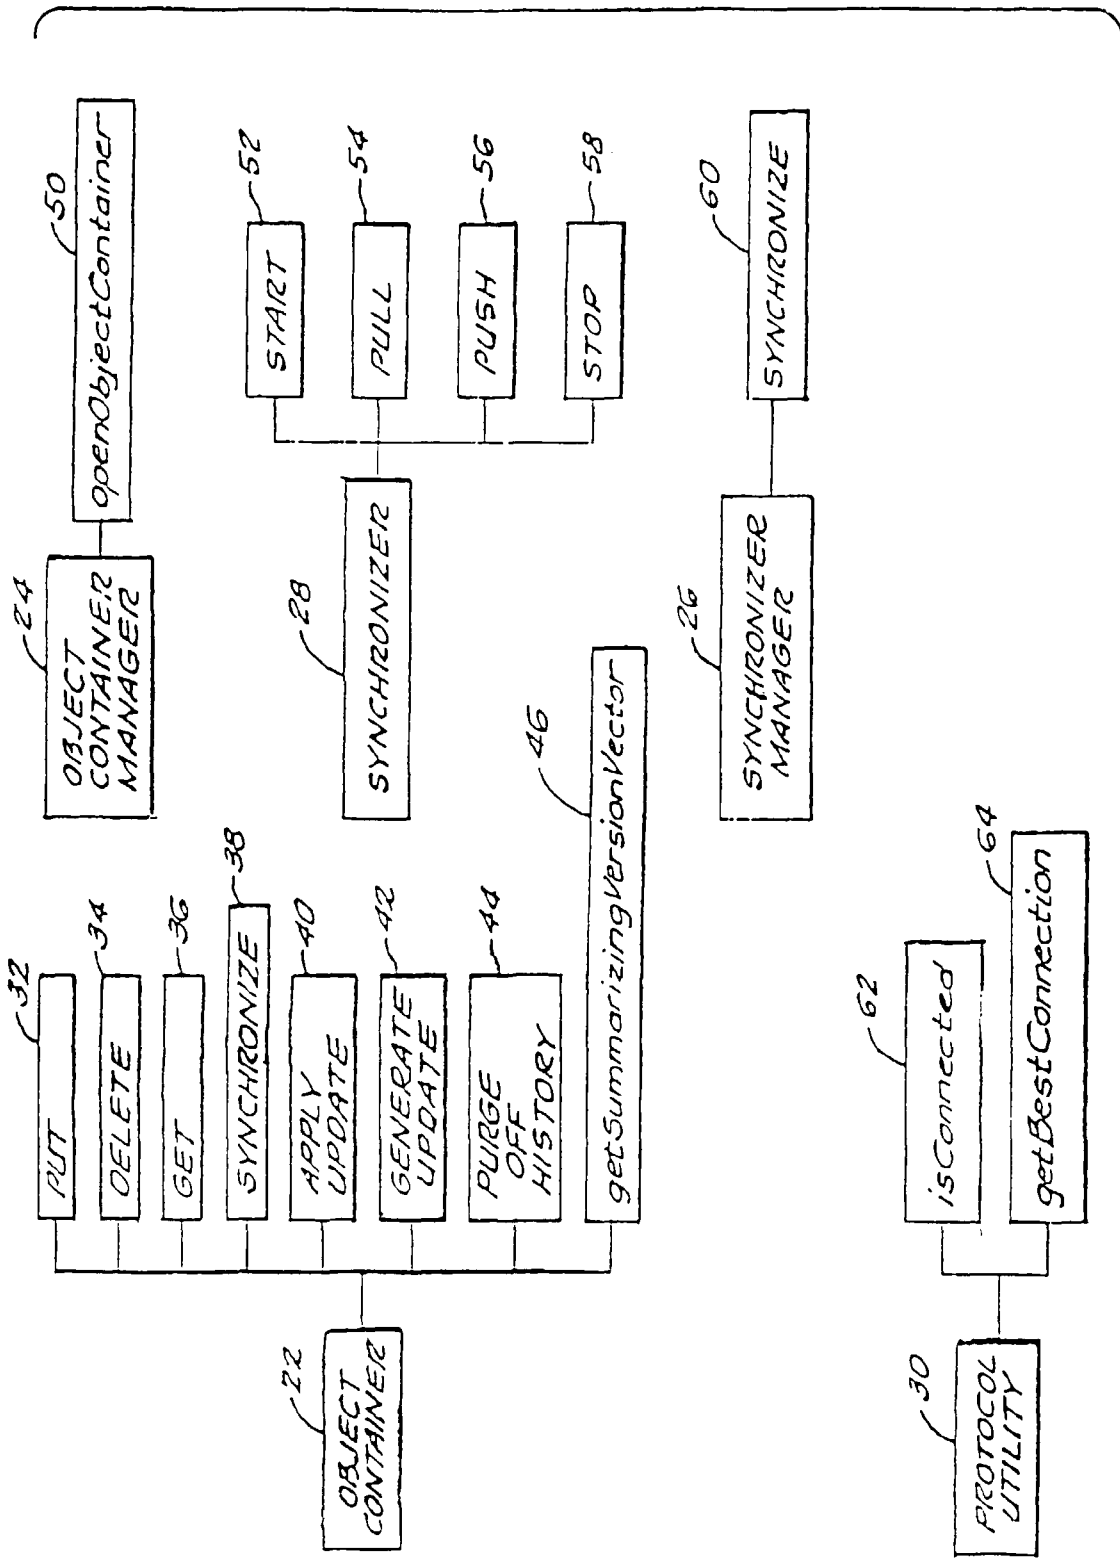 22
OBJECT
CONTAINER
32
PUT
34
DELETE
36
GET
38
SYNCHRONIZE
40
APPLY
UPDATE
42
GENERATE
UPDATE
44
PURGE
OFF
HISTORY
46
getSummarizingVersionVector
24
OBJECT
CONTAINER
MANAGER
50
openObjectContainer
28
SYNCHRONIZER
52
START
54
PULL
56
PUSH
58
STOP
26
SYNCHRONIZER
MANAGER
60
SYNCHRONIZE
30
PROTOCOL
UTILITY
62
isConnected
64
getBestConnection